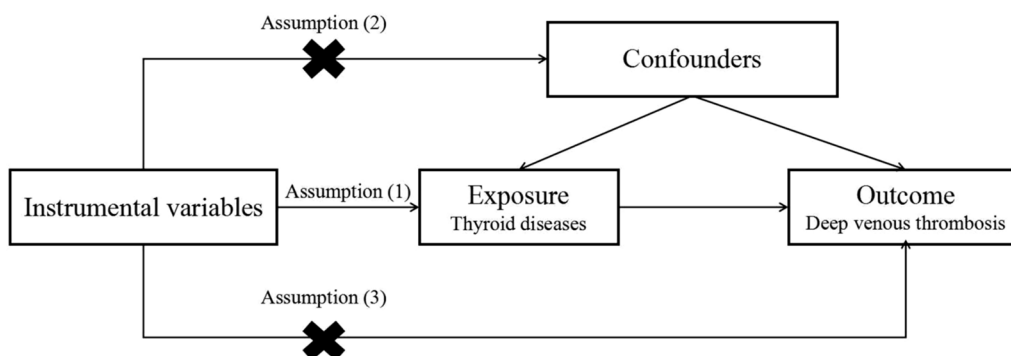 Assumption (2)
Confounders
Instrumental variables
Assumption (1)
Exposure
Thyroid diseases
Outcome
Deep venous thrombosis
Assumption (3)